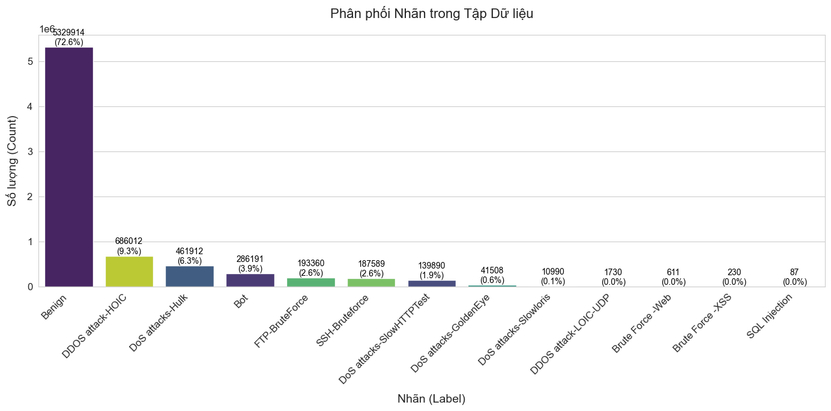 Phân phối Nhãn trong Tập Dữ liệu
1e6
5329914
(72.6%)
686012
(9.3%)
461912
(6.3%)
286191
(3.9%)
193360
(2.6%)
187589
(2.6%)
139890
(1.9%)
41508
(0.6%)
10990
(0.1%)
1730
(0.0%)
611
(0.0%)
230
(0.0%)
87
(0.0%)
5
4
3
2
1
0
Số lượng (Count)
Benign
DDOS attack-HOIC
DoS attacks-Hulk
Bot
FTP-BruteForce
SSH-Bruteforce
DoS attacks-SlowHTTPTest
DoS attacks-GoldenEye
DoS attacks-Slowloris
DDOS attack-LOIC-UDP
Brute Force -Web
Brute Force -XSS
SQL Injection
Nhãn (Label)